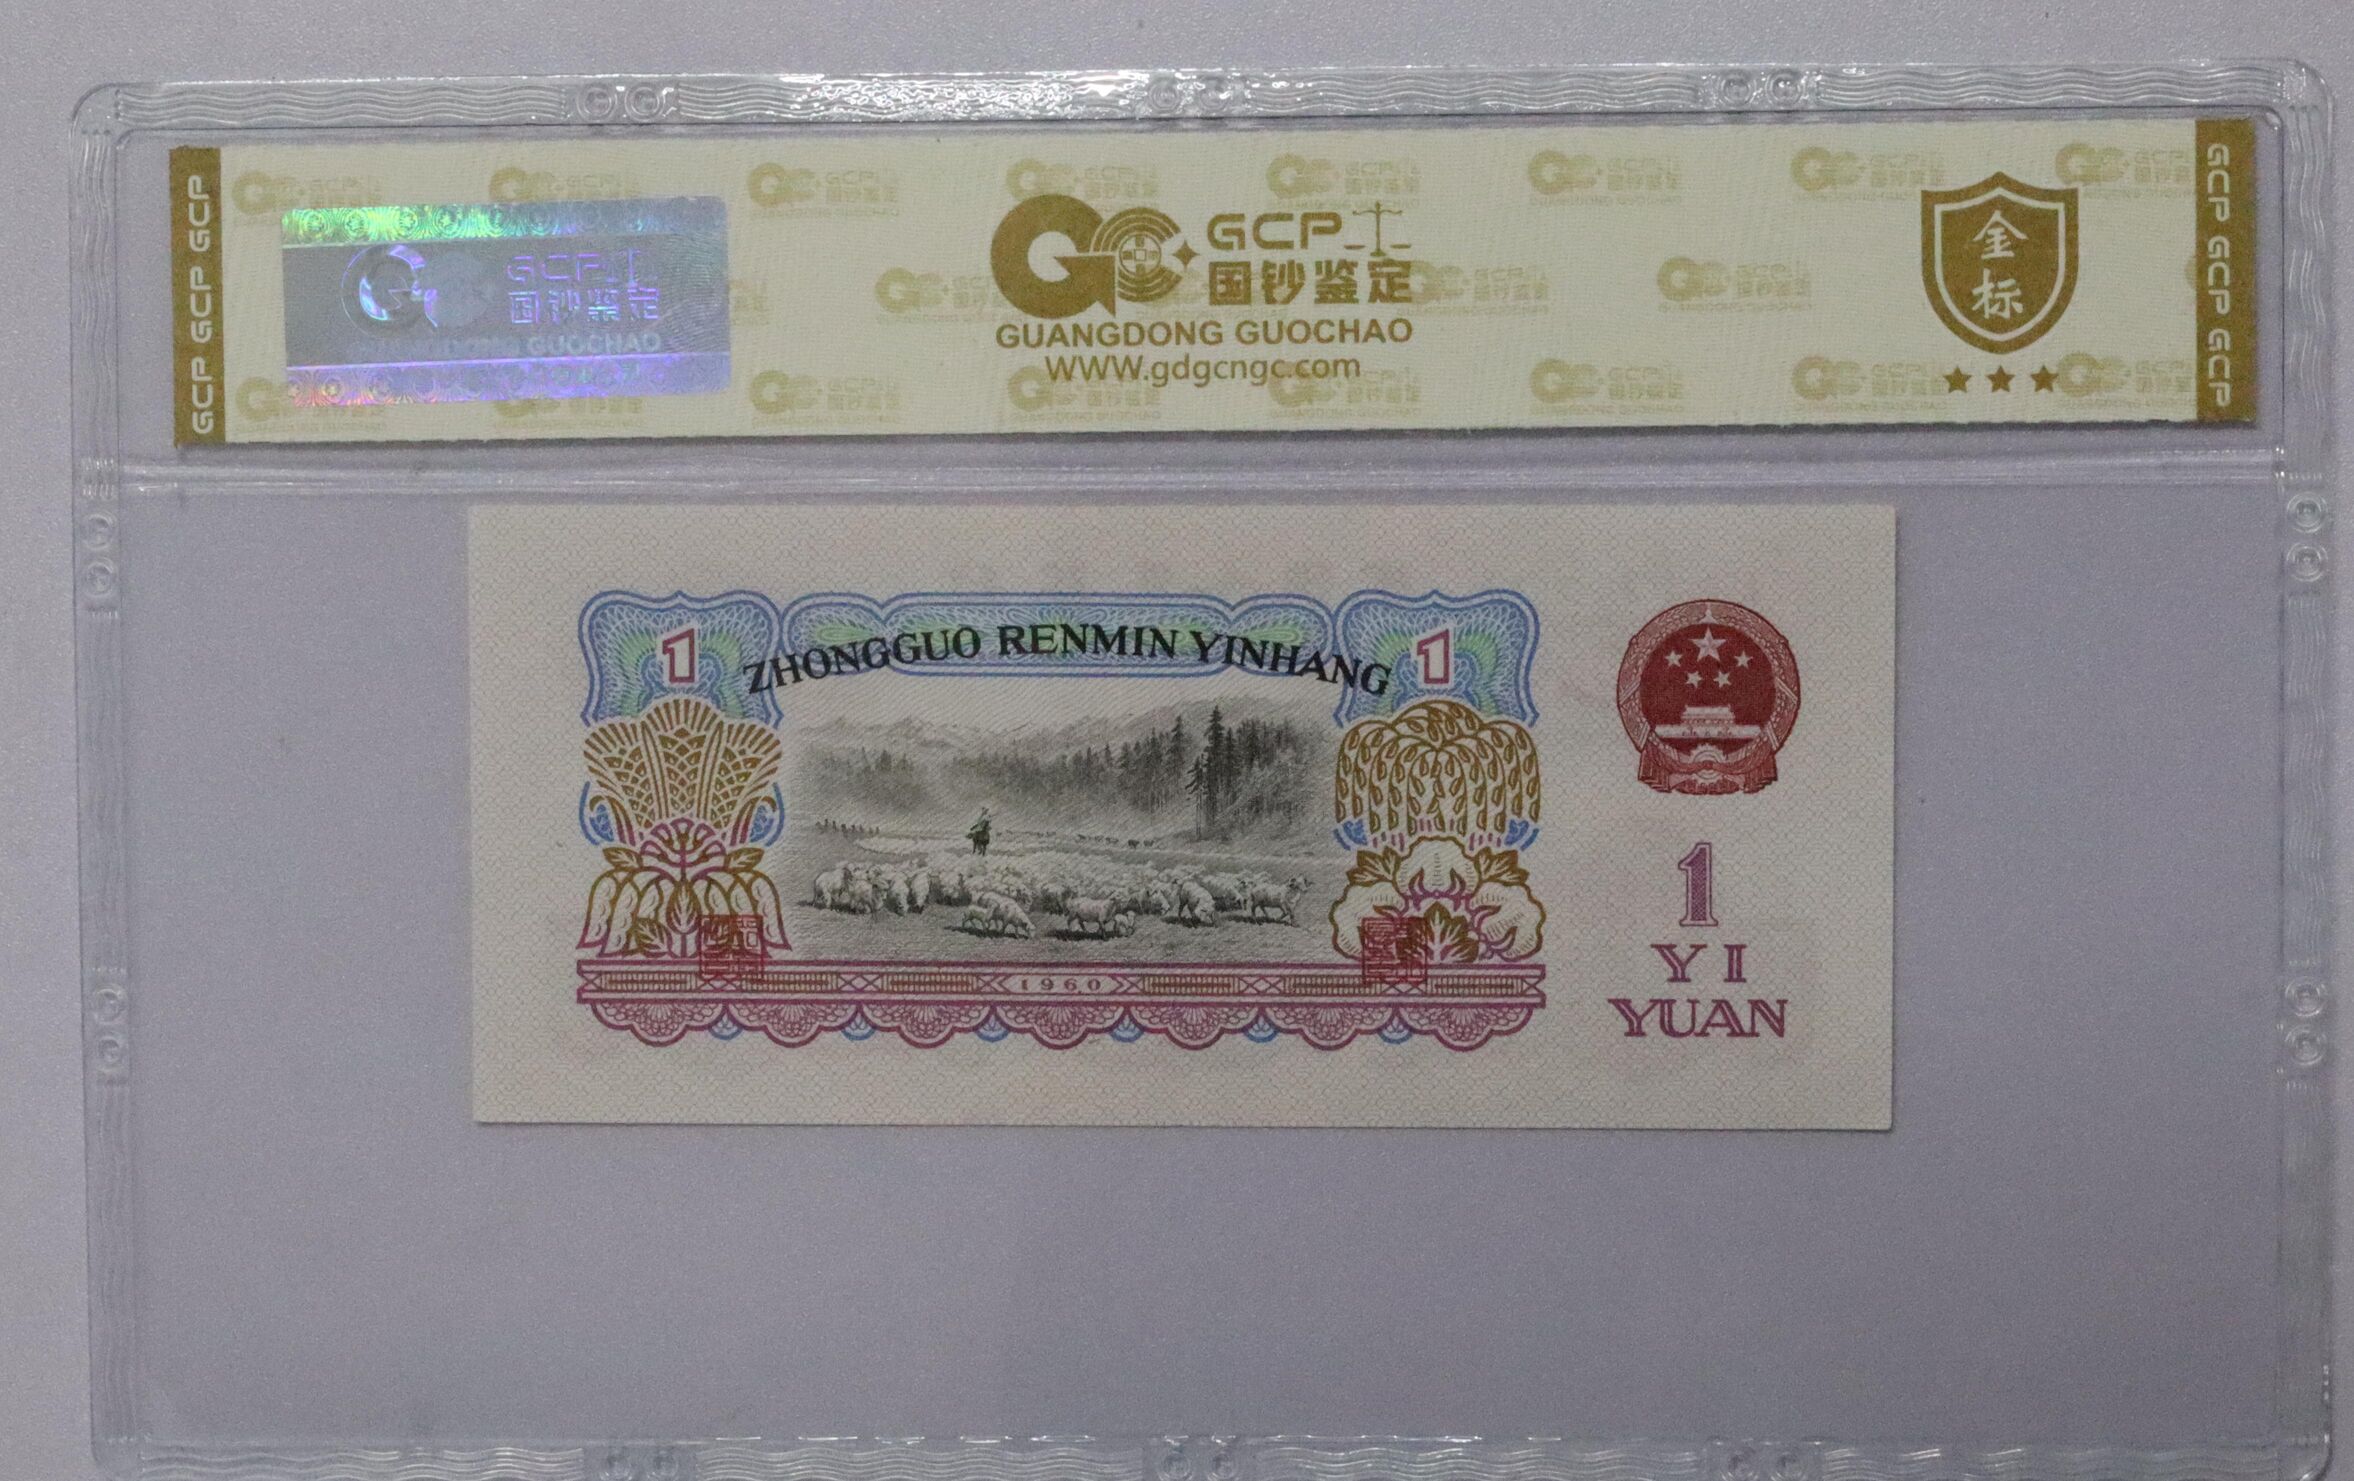 GCP GCP GCP
GCP
国钞鉴定
GUANGDONG GUOCHAO
GCP
国钞鉴定
GUANGDONG GUOCHAO
WWW.gdgcngc.com
金标
GCP GCP GCP
1
ZHONGGUO RENMIN YINHANG
1
1960
1
YI
YUAN